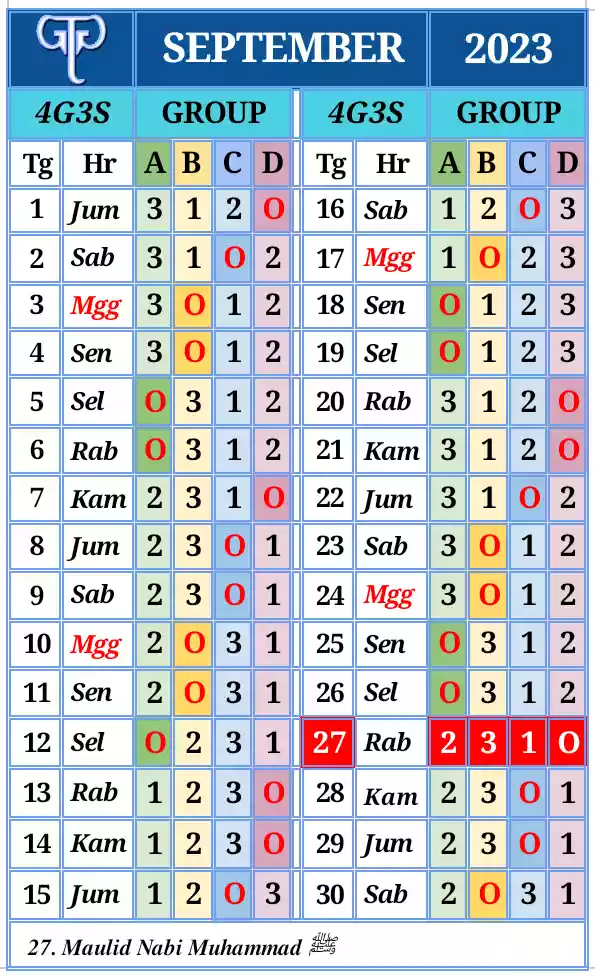 GTP SEPTEMBER 2023
4G3S GROUP 4G3S GROUP
Tg Hr A B C D Tg Hr A B C D
1 Jum 3 1 2 O 16 Sab 1 2 O 3
2 Sab 3 1 O 2 17 Mgg 1 O 2 3
3 Mgg 3 O 1 2 18 Sen O 1 2 3
4 Sen 3 O 1 2 19 Sel O 1 2 3
5 Sel O 3 1 2 20 Rab 3 1 2 O
6 Rab O 3 1 2 21 Kam 3 1 2 O
7 Kam 2 3 1 O 22 Jum 3 1 O 2
8 Jum 2 3 O 1 23 Sab 3 O 1 2
9 Sab 2 3 O 1 24 Mgg 3 O 1 2
10 Mgg 2 O 3 1 25 Sen O 3 1 2
11 Sen 2 O 3 1 26 Sel O 3 1 2
12 Sel O 2 3 1 27 Rab 2 3 1 O
13 Rab 1 2 3 O 28 Kam 2 3 O 1
14 Kam 1 2 3 O 29 Jum 2 3 O 1
15 Jum 1 2 O 3 30 Sab 2 O 3 1
27. Maulid Nabi Muhammad ﷺ